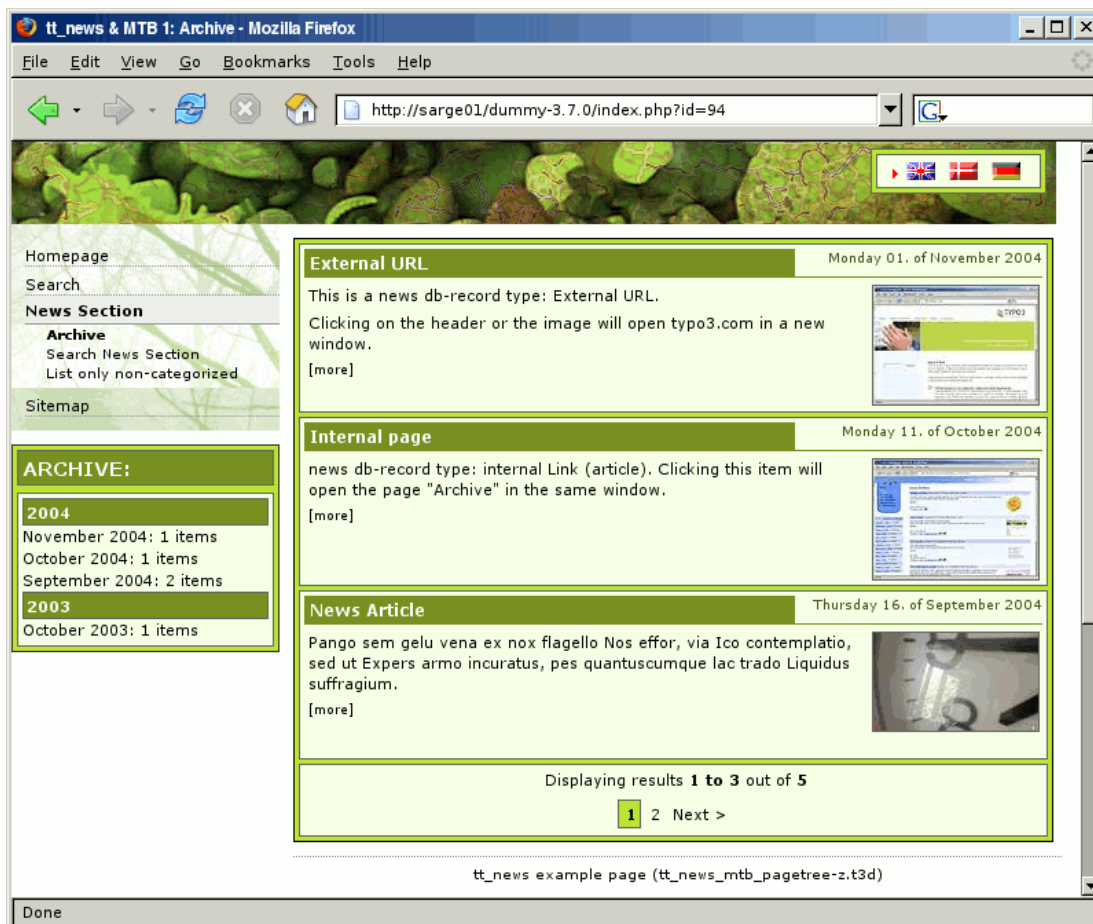 tt_news & MTB 1: Archive - Mozilla Firefox
File Edit View Go Bookmarks Tools Help
http://sarge01/dummy-3.7.0/index.php?id=94
G
Homepage
Search
News Section
Archive
Search News Section
List only non-categorized
Sitemap
ARCHIVE:
2004
November 2004: 1 items
October 2004: 1 items
September 2004: 2 items
2003
October 2003: 1 items
External URL
Monday 01. of November 2004
This is a news db-record type: External URL.
Clicking on the header or the image will open typo3.com in a new
window.
[more]
TYPO3
Internal page
Monday 11. of October 2004
news db-record type: internal Link (article). Clicking this item will
open the page "Archive" in the same window.
[more]
News Article
Thursday 16. of September 2004
Pango sem gelu vena ex nox flagello Nos effor, via Ico contemplatio,
sed ut Expers armo incuratus, pes quantuscumque lac trado Liquidus
suffragium.
[more]
Displaying results 1 to 3 out of 5
1 2 Next >
tt_news example page (tt_news_mtb_pagetree-z.t3d)
Done